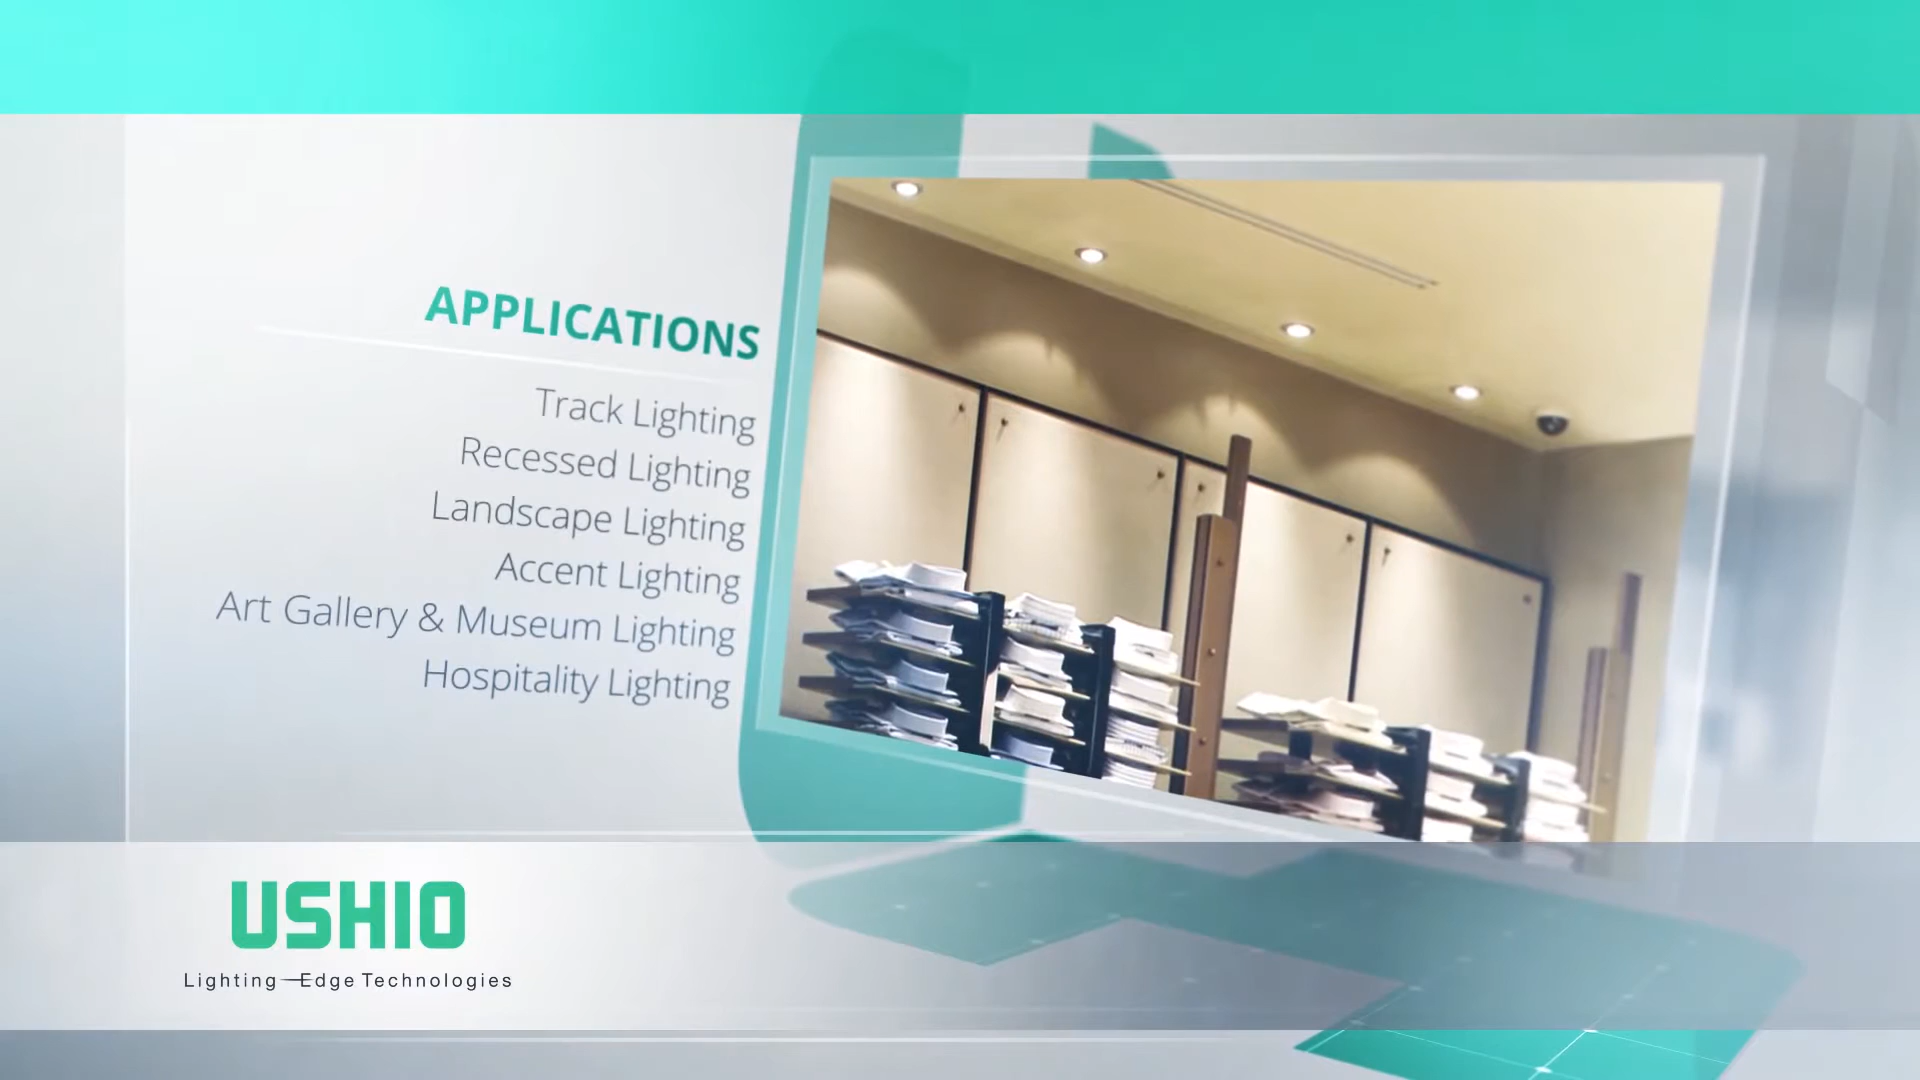 APPLICATIONS
Track Lighting
Recessed Lighting
Landscape Lighting
Accent Lighting
Art Gallery & Museum Lighting
Hospitality Lighting
USHIO
Lighting—Edge Technologies